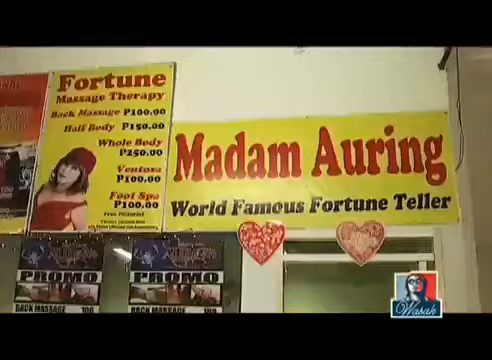 Fortune
Massage Therapy
Back Massage P100.00
Half Body P150.00
Whole Body
P250.00
Ventosa
P100.00
Foot Spa
P100.00
Madam Auring
World Famous Fortune Teller
PROMO
BACK MASSAGE 100
PROMO
BACK MASSAGE 100
Wasak